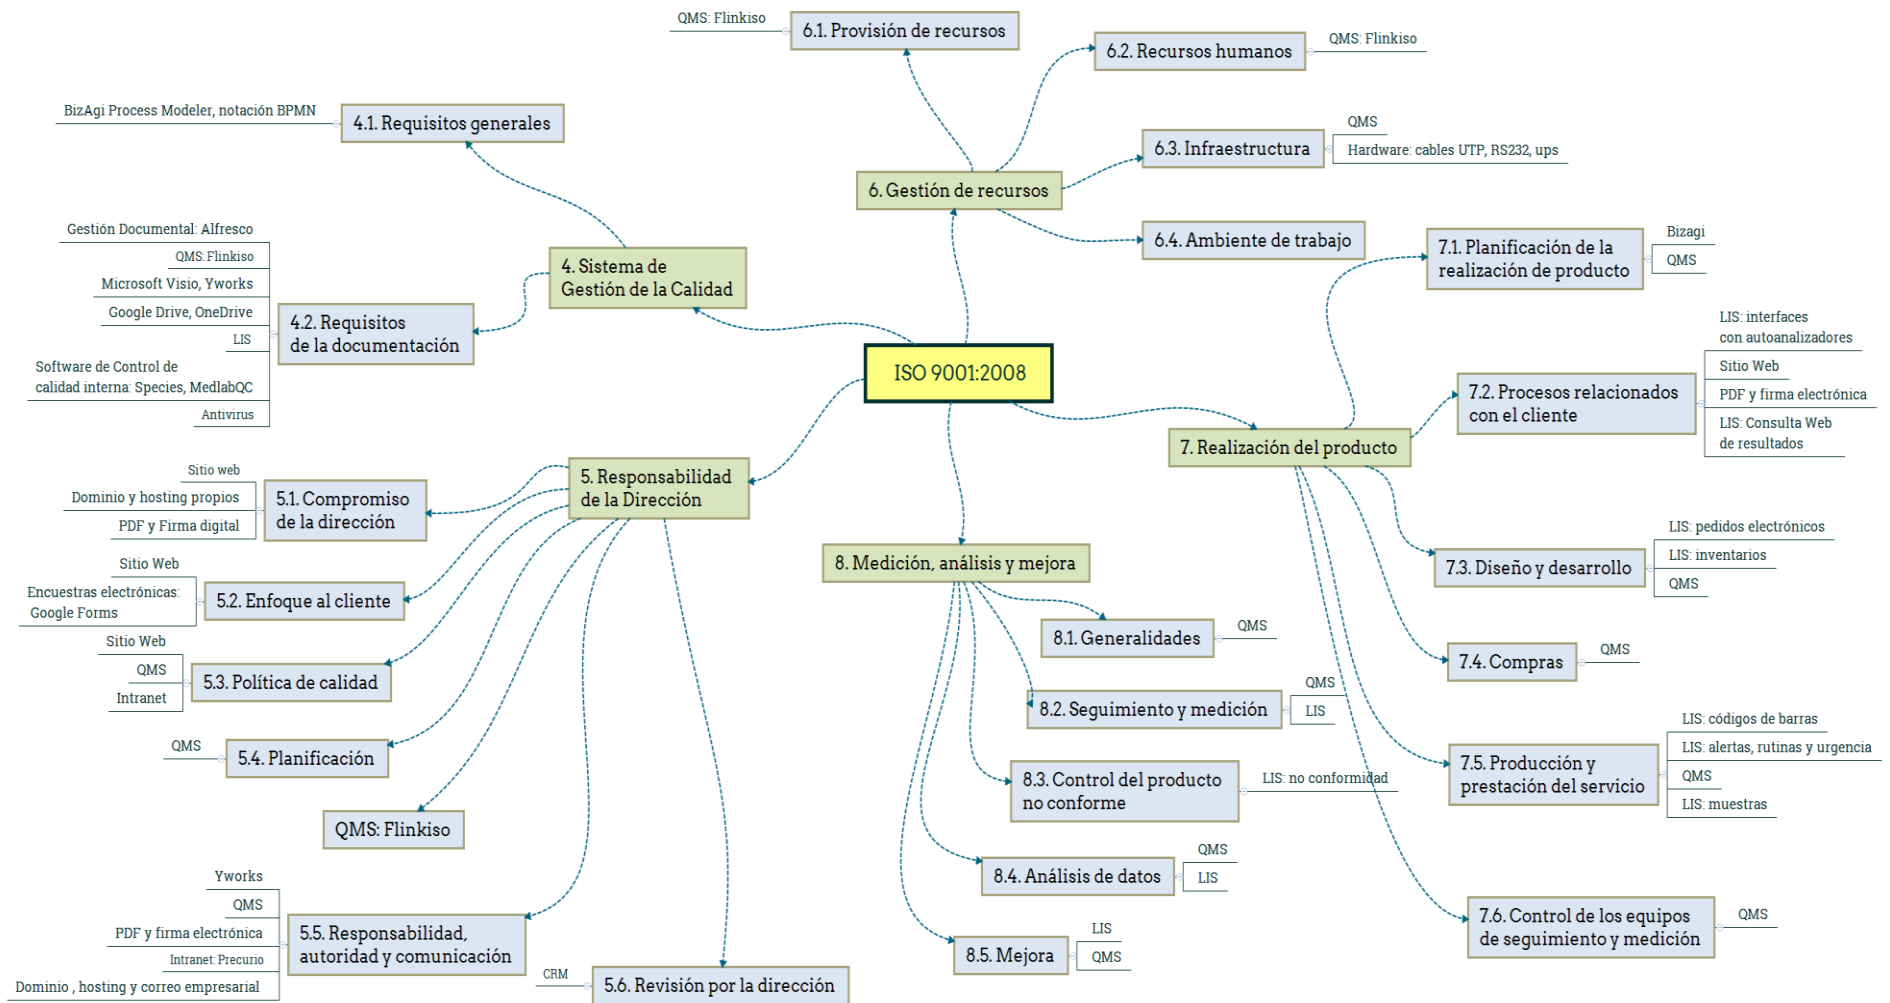 ISO 9001:2008
4. Sistema de
Gestión de la Calidad
4.1. Requisitos generales
BizAgi Process Modeler, notación BPMN
4.2. Requisitos
de la documentación
Gestión Documental: Alfresco
QMS: Flinkiso
Microsoft Visio, Yworks
Google Drive, OneDrive
LIS
Software de Control de
calidad interna: Species, MedlabQC
Antivirus
5. Responsabilidad
de la Dirección
5.1. Compromiso
de la dirección
Sitio web
Dominio y hosting propios
PDF y Firma digital
5.2. Enfoque al cliente
Sitio Web
Encuestras electrónicas:
Google Forms
5.3. Política de calidad
Sitio Web
QMS
Intranet
5.4. Planificación
QMS
QMS: Flinkiso
5.5. Responsabilidad,
autoridad y comunicación
Yworks
QMS
PDF y firma electrónica
Intranet: Precurio
Dominio , hosting y correo empresarial
5.6. Revisión por la dirección
CRM
6. Gestión de recursos
6.1. Provisión de recursos
QMS: Flinkiso
6.2. Recursos humanos
QMS: Flinkiso
6.3. Infraestructura
QMS
Hardware: cables UTP, RS232, ups
6.4. Ambiente de trabajo
7. Realización del producto
7.1. Planificación de la
realización de producto
Bizagi
QMS
7.2. Procesos relacionados
con el cliente
LIS: interfaces
con autoanalizadores
Sitio Web
PDF y firma electrónica
LIS: Consulta Web
de resultados
7.3. Diseño y desarrollo
LIS: pedidos electrónicos
LIS: inventarios
QMS
7.4. Compras
QMS
7.5. Producción y
prestación del servicio
LIS: códigos de barras
LIS: alertas, rutinas y urgencia
QMS
LIS: muestras
7.6. Control de los equipos
de seguimiento y medición
QMS
8. Medición, análisis y mejora
8.1. Generalidades
QMS
8.2. Seguimiento y medición
QMS
LIS
8.3. Control del producto
no conforme
LIS: no conformidad
8.4. Análisis de datos
QMS
LIS
8.5. Mejora
LIS
QMS